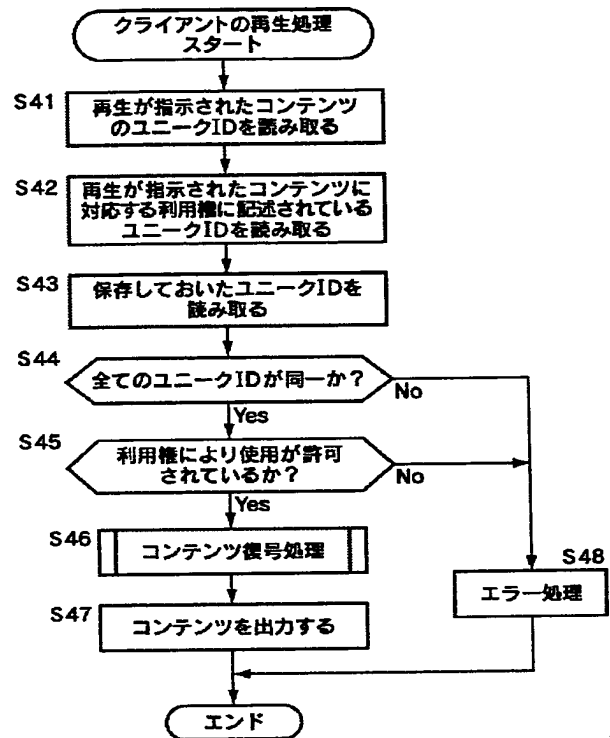 クライアントの再生処理
スタート
S41
再生が指示されたコンテンツ
のユニークIDを読み取る
S42
再生が指示されたコンテンツに
対応する利用権に記述されている
ユニークIDを読み取る
S43
保存しておいたユニークIDを
読み取る
S44
全てのユニークIDが同一か?
No
Yes
S45
利用権により使用が許可
されているか?
No
Yes
S46
コンテンツ復号処理
S48
エラー処理
S47
コンテンツを出力する
エンド